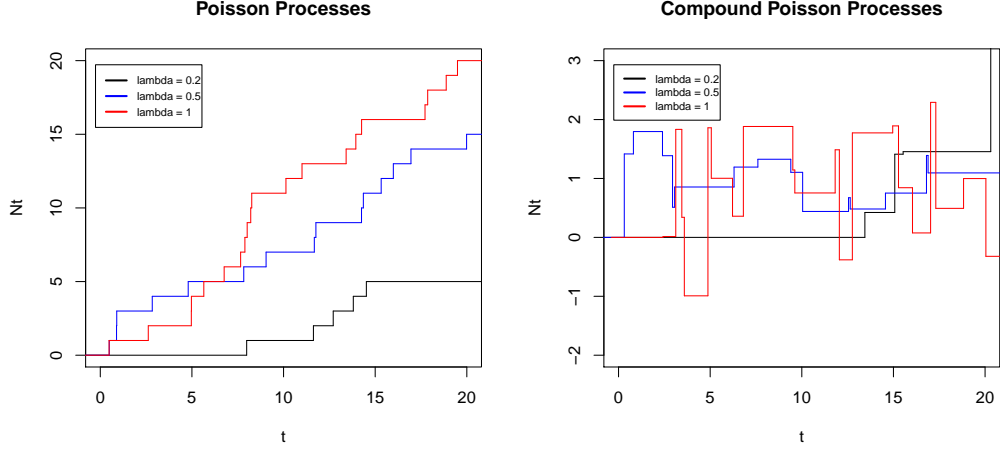 Poisson Processes
Nt
20
15
10
5
0
lambda = 0.2
lambda = 0.5
lambda = 1
0 5 10 15 20
t
Compound Poisson Processes
Nt
3
2
1
0
−1
−2
lambda = 0.2
lambda = 0.5
lambda = 1
0 5 10 15 20
t